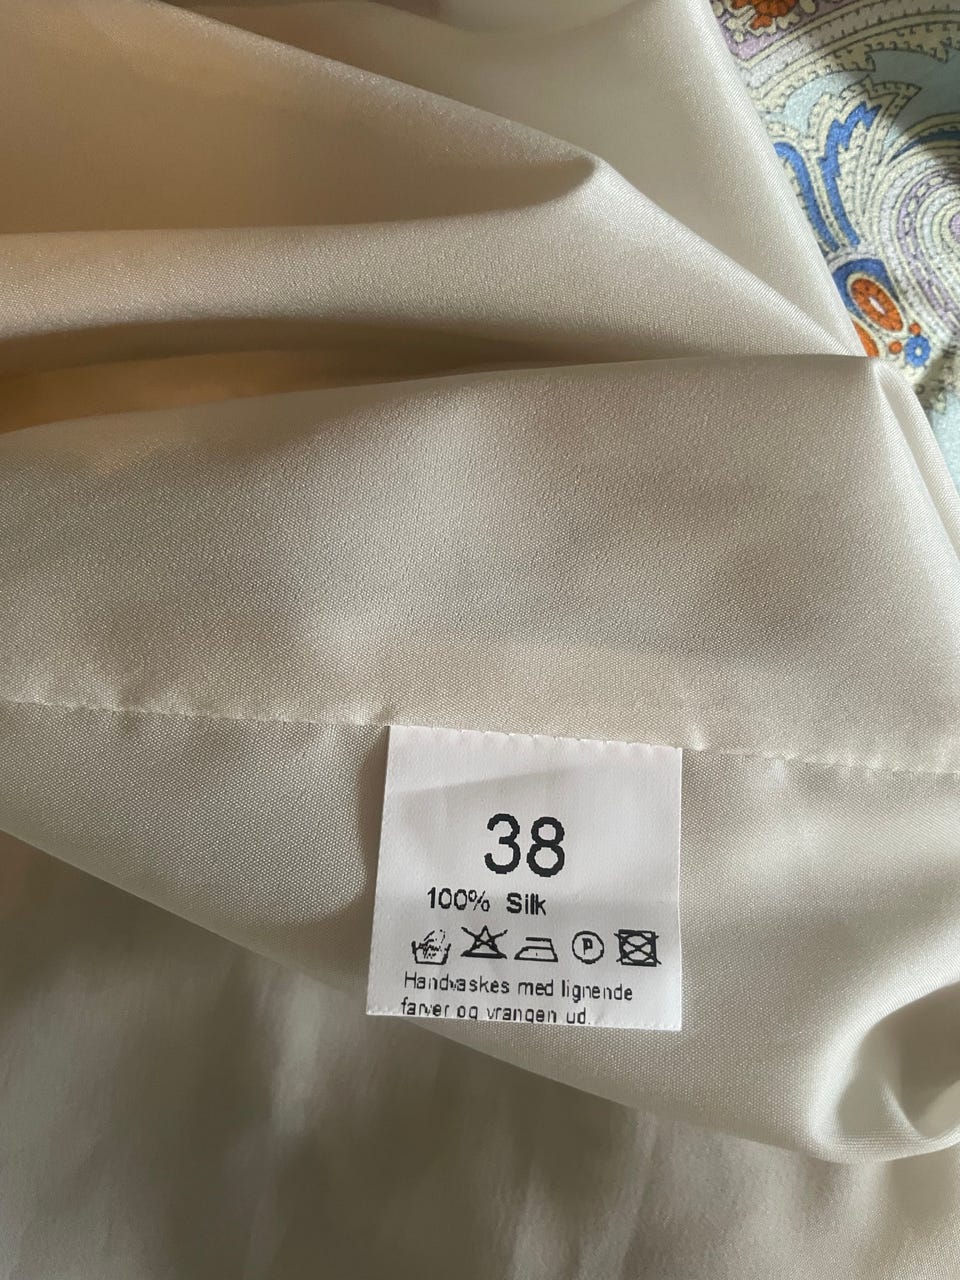 38
100% Silk
P
Handvaskes med lignende
farver og vrangen ud.